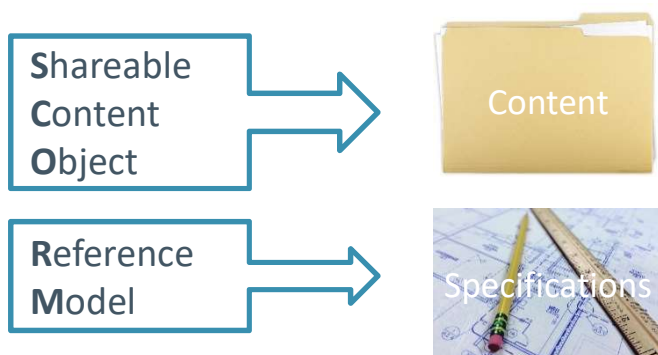 Shareable
Content
Object
Content
Reference
Model
Specifications